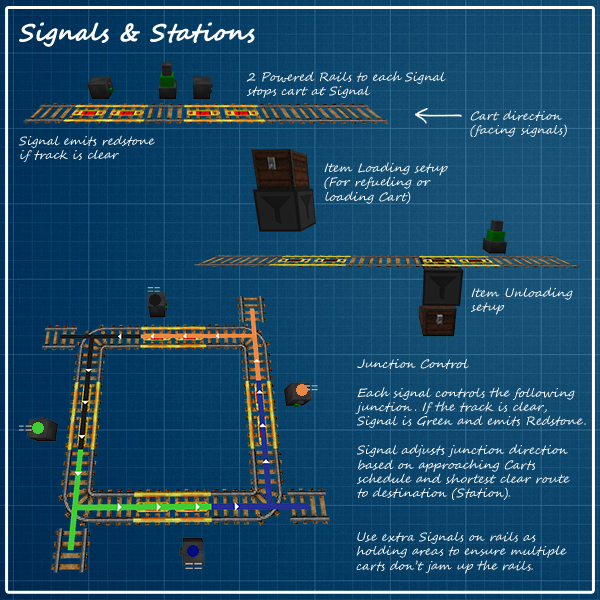 Signals & Stations
2 Powered Rails to each Signal
stops cart at Signal
Cart direction
(facing signals)
Signal emits redstone
if track is clear
Item Loading setup
(For refueling or
loading Cart)
Item Unloading
setup
Junction Control
Each signal controls the following
junction. If the track is clear,
Signal is Green and emits Redstone.
Signal adjusts junction direction
based on approaching Carts
schedule and shortest clear route
to destination (Station).
Use extra Signals on rails as
holding areas to ensure multiple
carts don't jam up the rails.